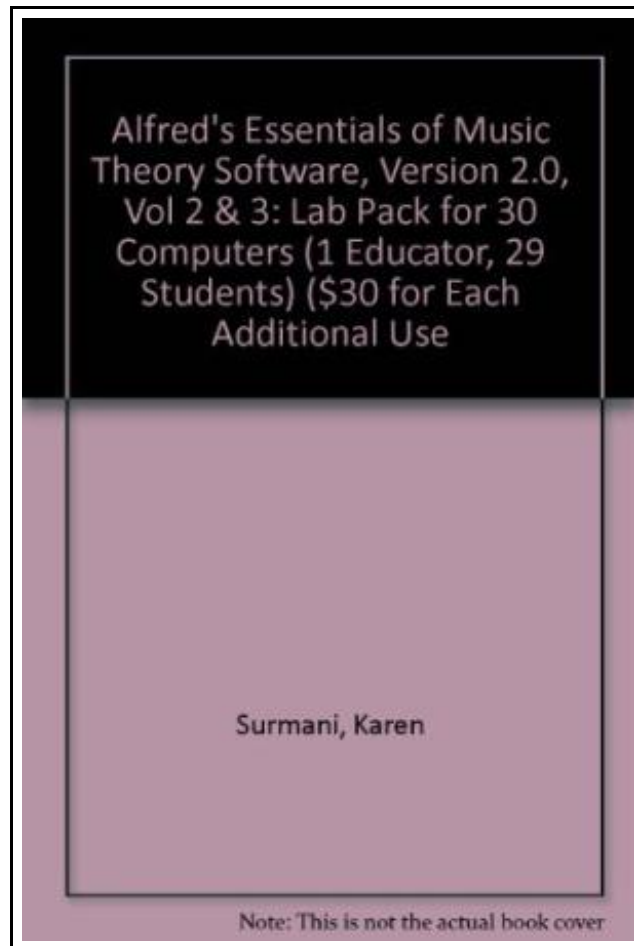 Alfred's Essentials of Music
Theory Software, Version 2.0,
Vol 2 & 3: Lab Pack for 30
Computers (1 Educator, 29
Students) ($30 for Each
Additional Use
Surmani, Karen
Note: This is not the actual book cover